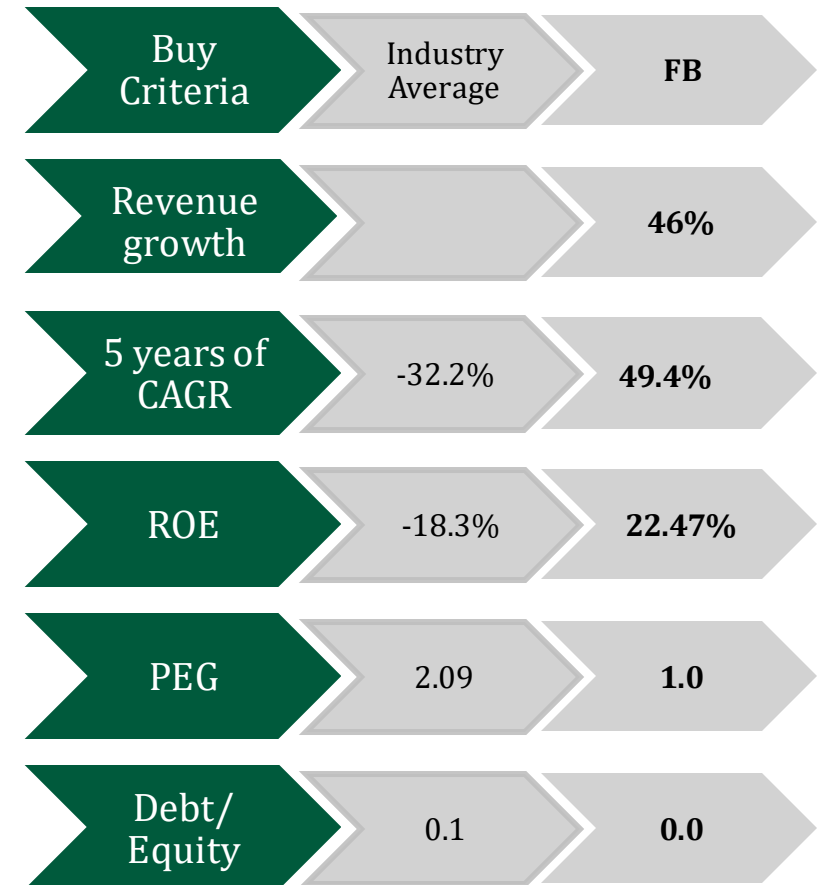 Buy
Criteria
Industry
Average
FB
Revenue
growth
46%
5 years of
CAGR
-32.2%
49.4%
ROE
-18.3%
22.47%
PEG
2.09
1.0
Debt/
Equity
0.1
0.0